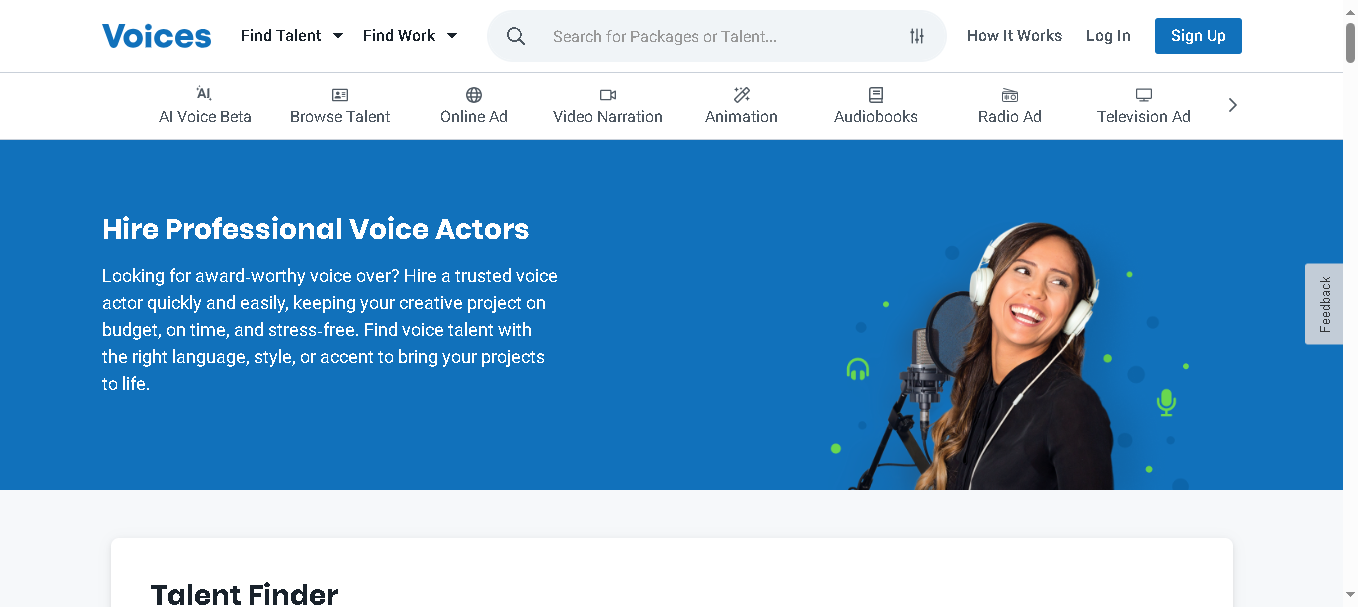 Voices
Find Talent
Find Work
Search for Packages or Talent...
How It Works
Log In
Sign Up
AI
AI Voice Beta
Browse Talent
Online Ad
Video Narration
Animation
Audiobooks
Radio Ad
Television Ad
Hire Professional Voice Actors
Looking for award-worthy voice over? Hire a trusted voice
actor quickly and easily, keeping your creative project on
budget, on time, and stress-free. Find voice talent with
the right language, style, or accent to bring your projects
to life.
Feedback
Talent Finder